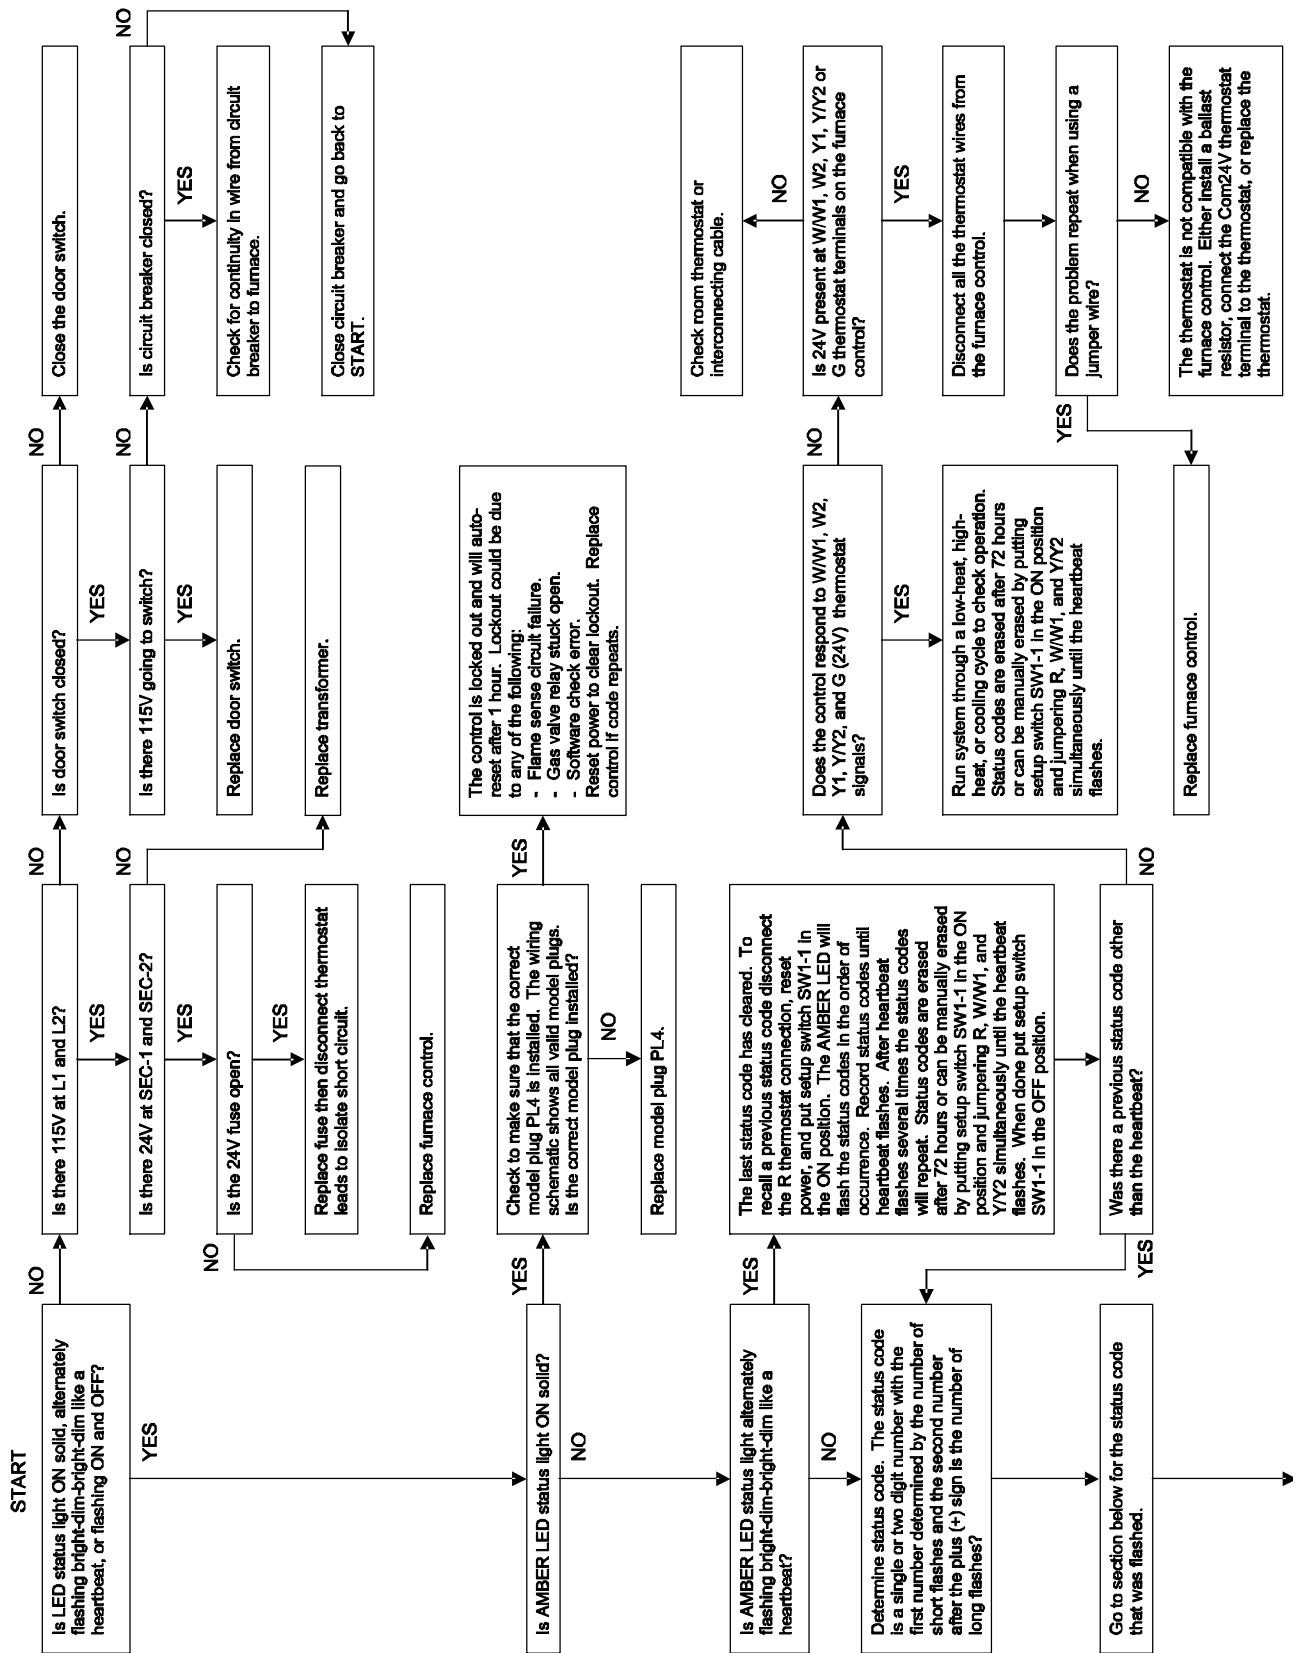 START
Is LED status light ON solid, alternately
flashing bright-dim-bright-dim like a
heartbeat, or flashing ON and OFF?
NO
YES
Is there 115V at L1 and L2?
NO
YES
Is door switch closed?
NO
YES
Close the door switch.
Is there 24V at SEC-1 and SEC-2?
NO
YES
Is there 115V going to switch?
NO
YES
Is circuit breaker closed?
NO
YES
Is the 24V fuse open?
NO
YES
Replace door switch.
Check for continuity in wire from circuit
breaker to furnace.
Replace fuse then disconnect thermostat
leads to isolate short circuit.
Replace transformer.
Close circuit breaker and go back to
START.
Replace furnace control.
Is AMBER LED status light ON solid?
YES
NO
Check to make sure that the correct
model plug PL4 is installed. The wiring
schematic shows all valid model plugs.
Is the correct model plug installed?
YES
NO
The control is locked out and will auto-
reset after 1 hour. Lockout could be due
to any of the following:
- Flame sense circuit failure.
- Gas valve relay stuck open.
- Software check error.
Reset power to clear lockout. Replace
control if code repeats.
Replace model plug PL4.
Is AMBER LED status light alternately
flashing bright-dim-bright-dim like a
heartbeat?
YES
NO
The last status code has cleared. To
recall a previous status code disconnect
the R thermostat connection, reset
power, and put setup switch SW1-1 in
the ON position. The AMBER LED will
flash the status codes in the order of
occurrence. Record status codes until
heartbeat flashes. After heartbeat
flashes several times the status codes
will repeat. Status codes are erased
after 72 hours or can be manually erased
by putting setup switch SW1-1 in the ON
position and jumpering R, W/W1, and
Y/Y2 simultaneously until the heartbeat
flashes. When done put setup switch
SW1-1 in the OFF position.
Does the control respond to W/W1, W2,
Y1, Y/Y2, and G (24V) thermostat
signals?
NO
YES
Is 24V present at W/W1, W2, Y1, Y/Y2 or
G thermostat terminals on the furnace
control?
NO
YES
Check room thermostat or
interconnecting cable.
Determine status code. The status code
is a single or two digit number with the
first number determined by the number of
short flashes and the second number
after the plus (+) sign is the number of
long flashes?
Run system through a low-heat, high-
heat, or cooling cycle to check operation.
Status codes are erased after 72 hours
or can be manually erased by putting
setup switch SW1-1 in the ON position
and jumpering R, W/W1, and Y/Y2
simultaneously until the heartbeat
flashes.
Disconnect all the thermostat wires from
the furnace control.
Does the problem repeat when using a
jumper wire?
YES
NO
Go to section below for the status code
that was flashed.
Was there a previous status code other
than the heartbeat?
YES
NO
Replace furnace control.
The thermostat is not compatible with the
furnace control. Either install a ballast
resistor, connect the Com24V thermostat
terminal to the thermostat, or replace the
thermostat.